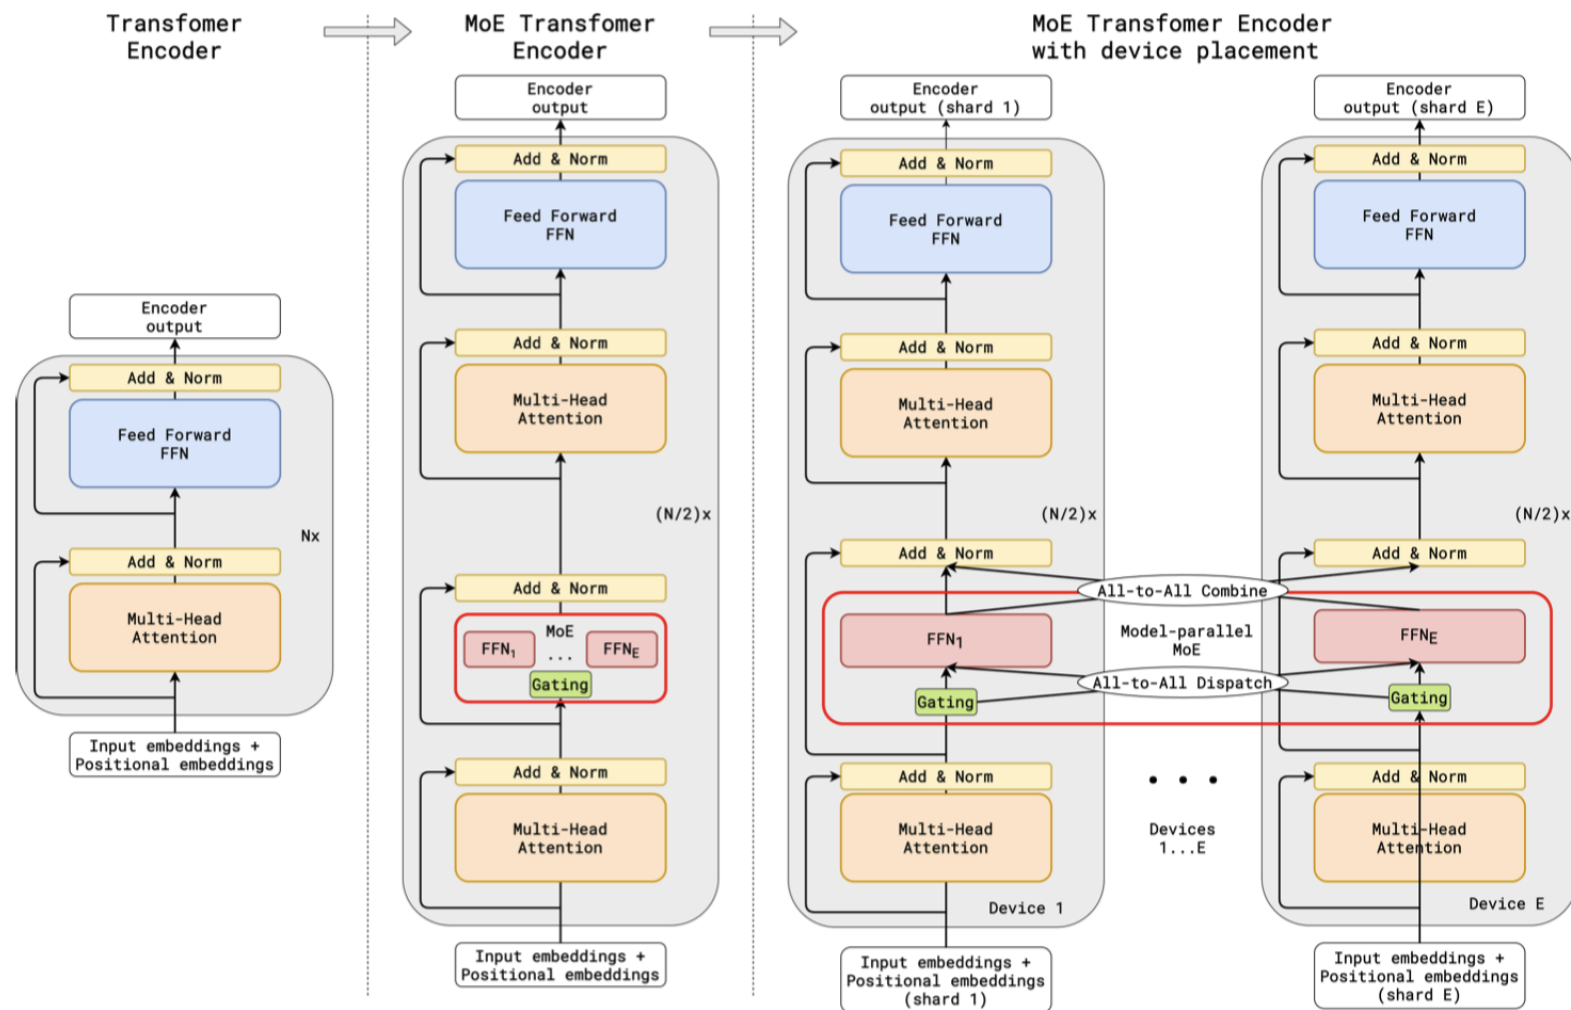 Transfomer
Encoder
Encoder
output
Add & Norm
Feed Forward
FFN
Nx
Add & Norm
Multi-Head
Attention
Input embeddings +
Positional embeddings
MoE Transfomer
Encoder
Encoder
output
Add & Norm
Feed Forward
FFN
Add & Norm
Multi-Head
Attention
(N/2)x
Add & Norm
MoE
FFN₁ ... FFN_E
Gating
Add & Norm
Multi-Head
Attention
Input embeddings +
Positional embeddings
MoE Transfomer Encoder
with device placement
Encoder
output (shard 1)
Add & Norm
Feed Forward
FFN
Add & Norm
Multi-Head
Attention
(N/2)x
Add & Norm
FFN₁
Gating
Add & Norm
Multi-Head
Attention
Device 1
Input embeddings +
Positional embeddings
(shard 1)
All-to-All Combine
Model-parallel
MoE
All-to-All Dispatch
• • •
Devices
1...E
Encoder
output (shard E)
Add & Norm
Feed Forward
FFN
Add & Norm
Multi-Head
Attention
(N/2)x
Add & Norm
FFN_E
Gating
Add & Norm
Multi-Head
Attention
Device E
Input embeddings +
Positional embeddings
(shard E)